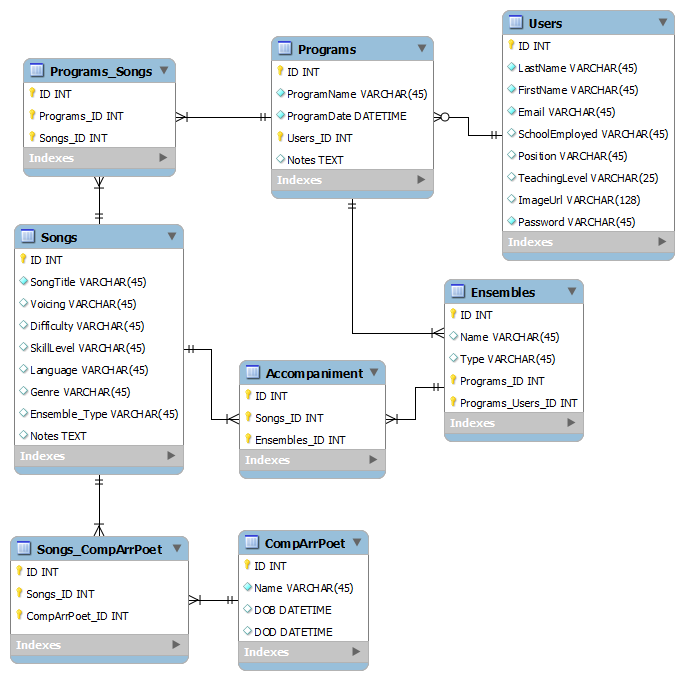 Programs_Songs
ID INT
Programs_ID INT
Songs_ID INT
Indexes
Programs
ID INT
ProgramName VARCHAR(45)
ProgramDate DATETIME
Users_ID INT
Notes TEXT
Indexes
Users
ID INT
LastName VARCHAR(45)
FirstName VARCHAR(45)
Email VARCHAR(45)
SchoolEmployed VARCHAR(45)
Position VARCHAR(45)
TeachingLevel VARCHAR(25)
ImageUrl VARCHAR(128)
Password VARCHAR(45)
Indexes
Songs
ID INT
SongTitle VARCHAR(45)
Voicing VARCHAR(45)
Difficulty VARCHAR(45)
SkillLevel VARCHAR(45)
Language VARCHAR(45)
Genre VARCHAR(45)
Ensemble_Type VARCHAR(45)
Notes TEXT
Indexes
Accompaniment
ID INT
Songs_ID INT
Ensembles_ID INT
Indexes
Ensembles
ID INT
Name VARCHAR(45)
Type VARCHAR(45)
Programs_ID INT
Programs_Users_ID INT
Indexes
Songs_CompArrPoet
ID INT
Songs_ID INT
CompArrPoet_ID INT
Indexes
CompArrPoet
ID INT
Name VARCHAR(45)
DOB DATETIME
DOD DATETIME
Indexes